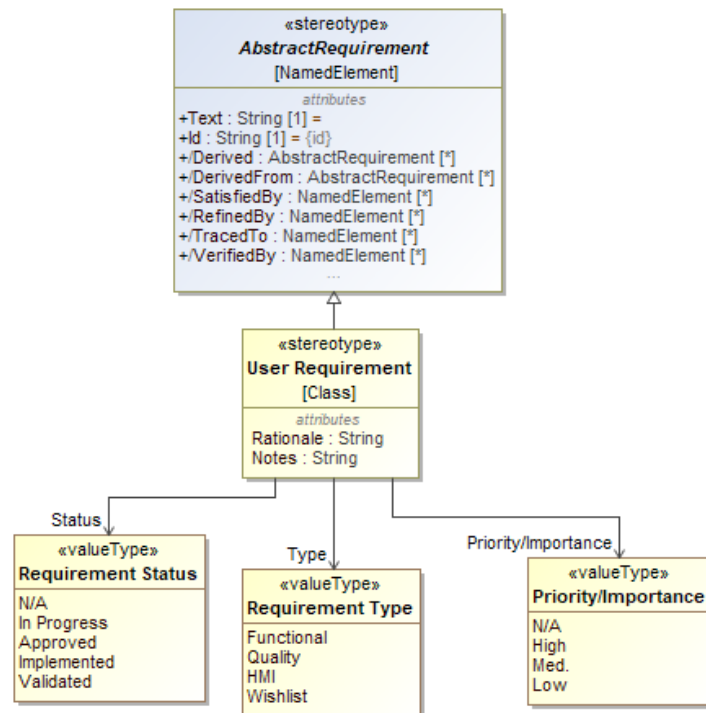 «stereotype»
AbstractRequirement
[NamedElement]
attributes
+Text : String [1] =
+Id : String [1] = {id}
+/Derived : AbstractRequirement [*]
+/DerivedFrom : AbstractRequirement [*]
+/SatisfiedBy : NamedElement [*]
+/RefinedBy : NamedElement [*]
+/TracedTo : NamedElement [*]
+/VerifiedBy : NamedElement [*]
...
«stereotype»
User Requirement
[Class]
attributes
Rationale : String
Notes : String
Status
«valueType»
Requirement Status
N/A
In Progress
Approved
Implemented
Validated
Type
«valueType»
Requirement Type
Functional
Quality
HMI
Wishlist
Priority/Importance
«valueType»
Priority/Importance
N/A
High
Med.
Low